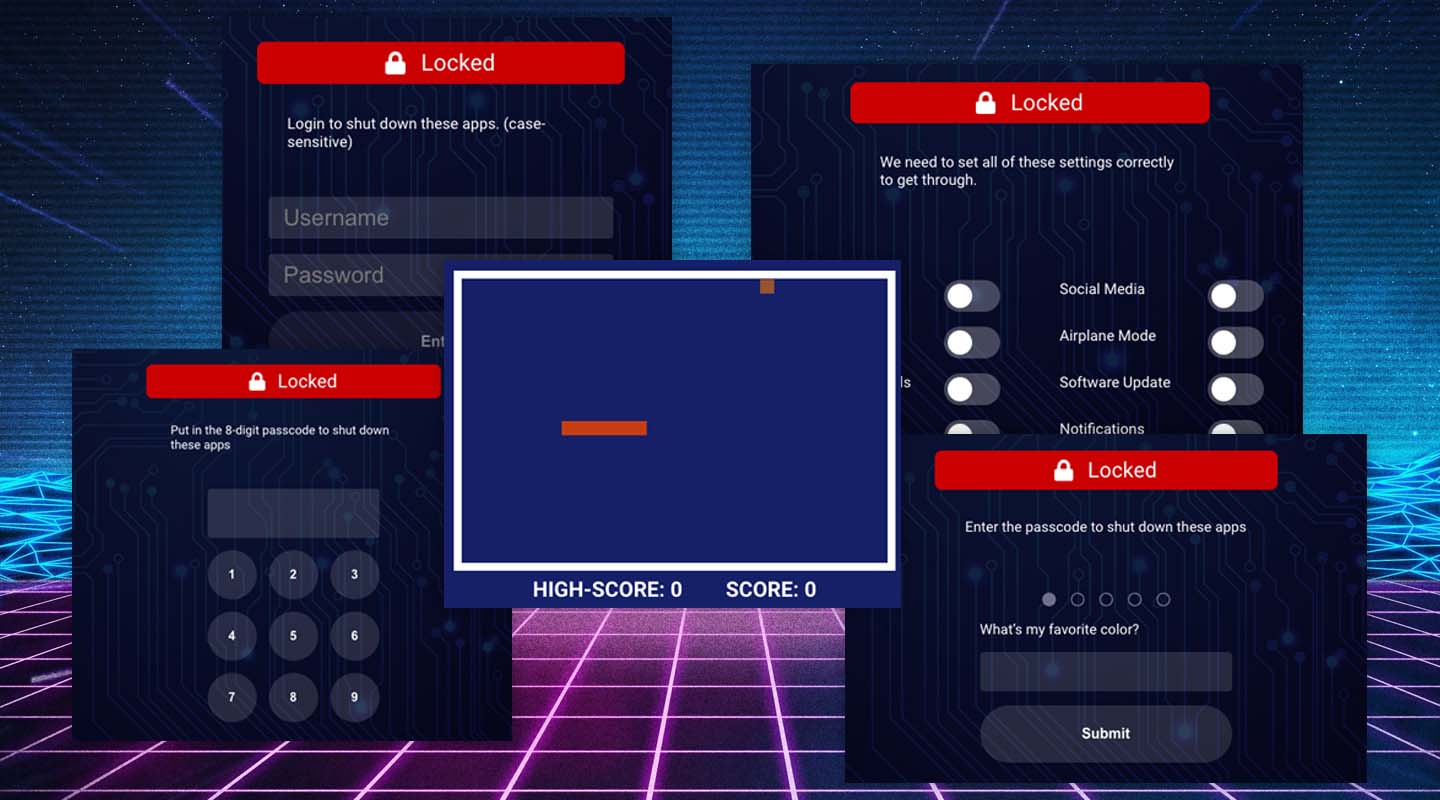 Locked
Login to shut down these apps. (case-
sensitive)
Username
Password
Ent
Locked
We need to set all of these settings correctly
to get through.
Social Media
Airplane Mode
ls
Software Update
Notifications
Locked
Put in the 8-digit passcode to shut down
these apps
1 2 3
4 5 6
7 8 9
HIGH-SCORE: 0 SCORE: 0
Locked
Enter the passcode to shut down these apps
What's my favorite color?
Submit